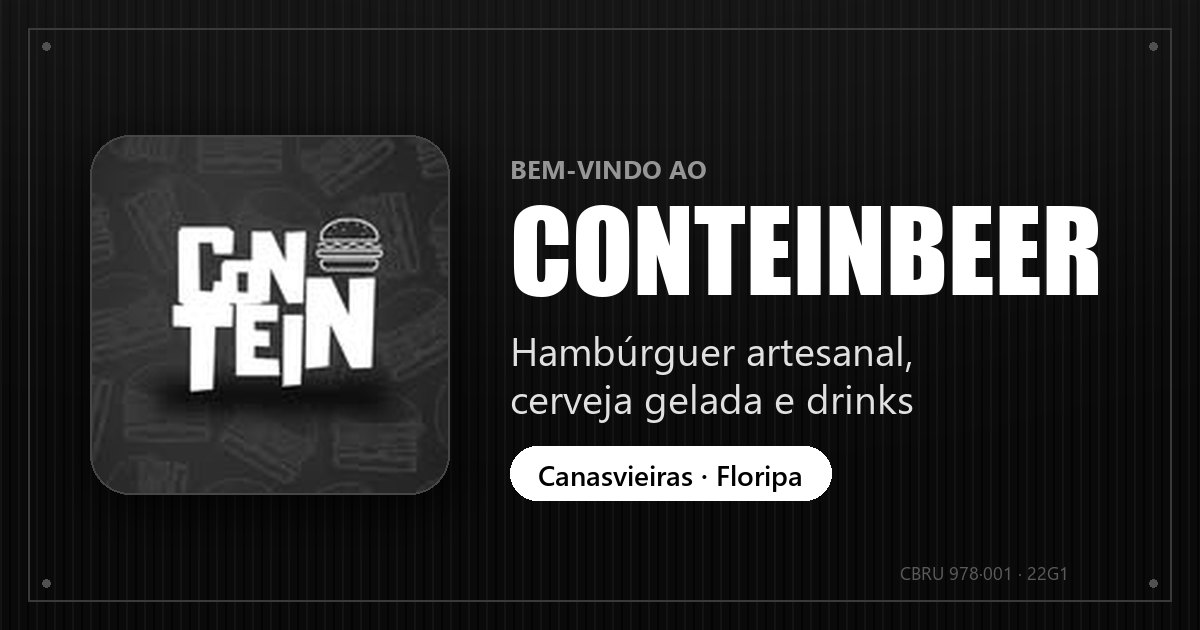 CON
TEIN
BEM-VINDO AO
CONTEINBEER
Hambúrguer artesanal,
cerveja gelada e drinks
Canasvieiras · Floripa
CBRU 978·001 · 22G1